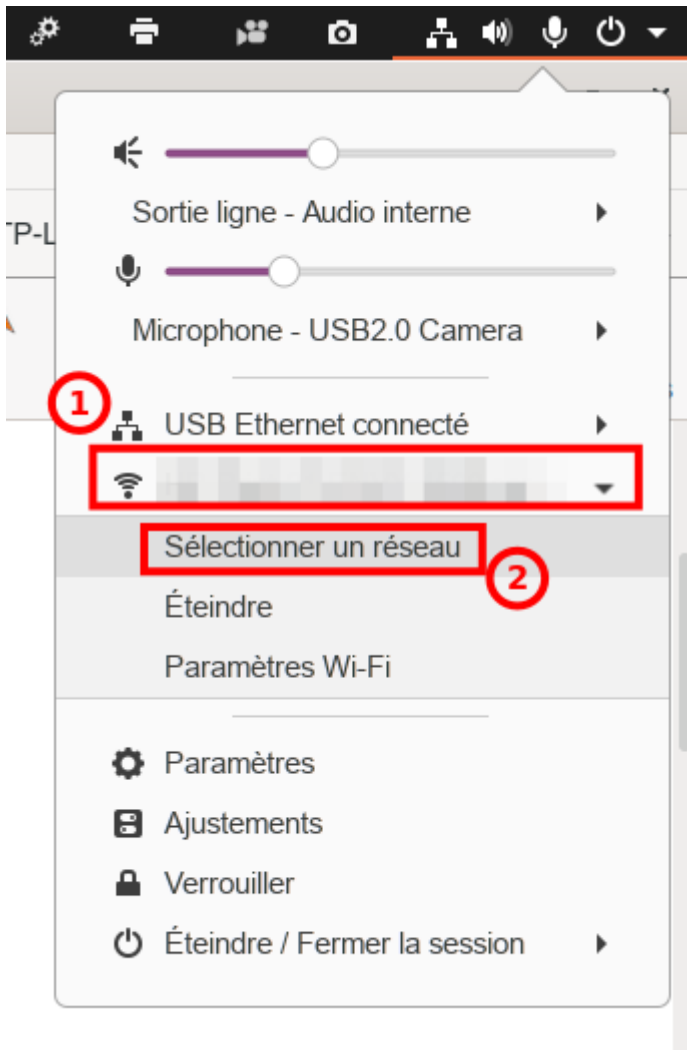 TP-L
Sortie ligne - Audio interne
Microphone - USB2.0 Camera
1
USB Ethernet connecté
Sélectionner un réseau
2
Éteindre
Paramètres Wi-Fi
Paramètres
Ajustements
Verrouiller
Éteindre / Fermer la session